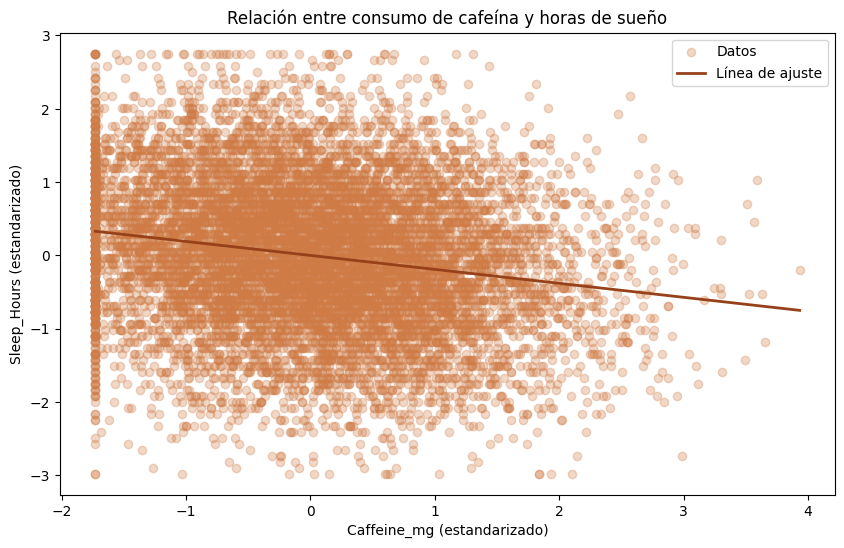 Relación entre consumo de cafeína y horas de sueño
Datos
Línea de ajuste
Sleep_Hours (estandarizado)
3
2
1
0
−1
−2
−3
−2
−1
0
1
2
3
4
Caffeine_mg (estandarizado)